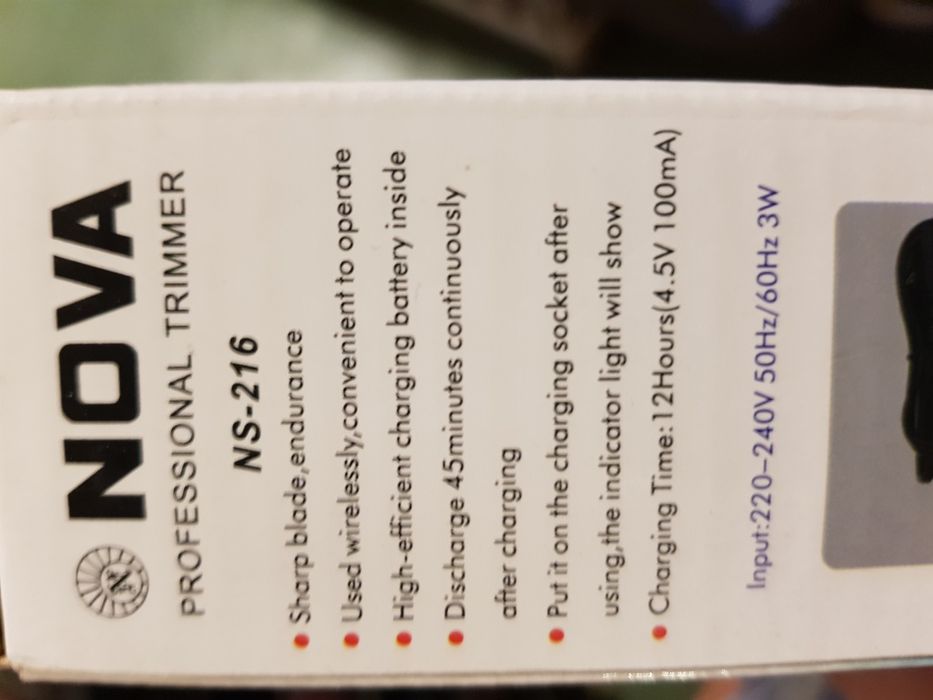 N NOVA
PROFESSIONAL TRIMMER
NS-216
• Sharp blade,endurance
• Used wirelessly,convenient to operate
• High-efficient charging battery inside
• Discharge 45minutes continuously
after charging
• Put it on the charging socket after
using,the indicator light will show
• Charging Time:12Hours(4.5V 100mA)
Input:220-240V 50Hz/60Hz 3W